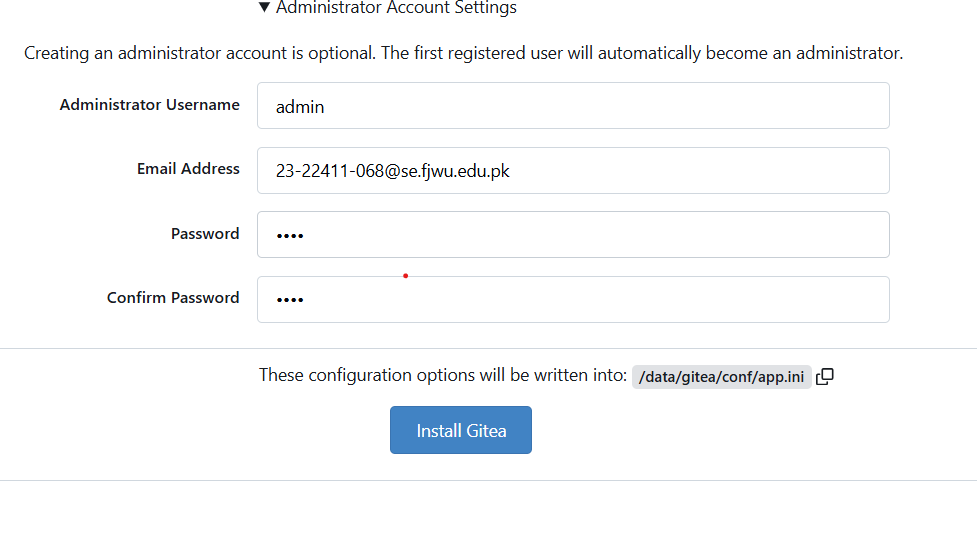 ▼ Administrator Account Settings
Creating an administrator account is optional. The first registered user will automatically become an administrator.
Administrator Username admin
Email Address 23-22411-068@se.fjwu.edu.pk
Password ••••
Confirm Password ••••
These configuration options will be written into: /data/gitea/conf/app.ini
Install Gitea